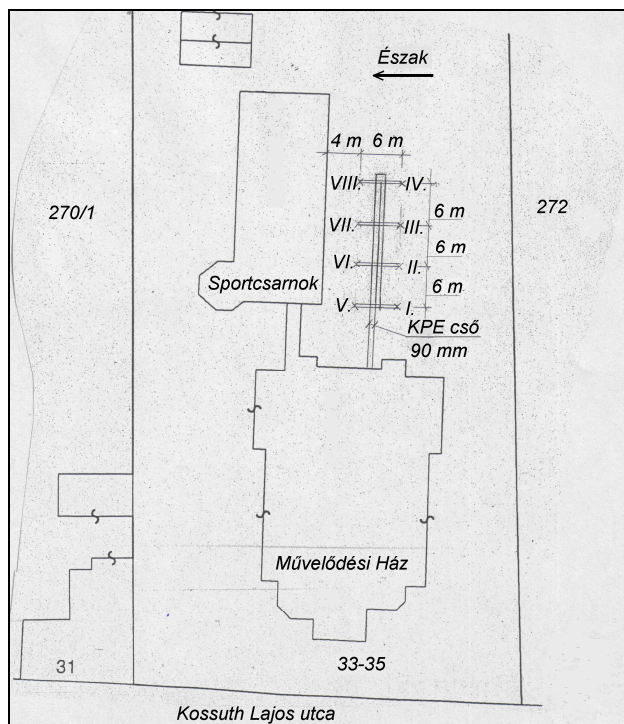 Észak
4 m 6 m
VIII. IV.
6 m
270/1
VII. III.
272
6 m
VI. II.
Sportcsarnok
6 m
V. I.
KPE cső
90 mm
Művelődési Ház
31
33-35
Kossuth Lajos utca